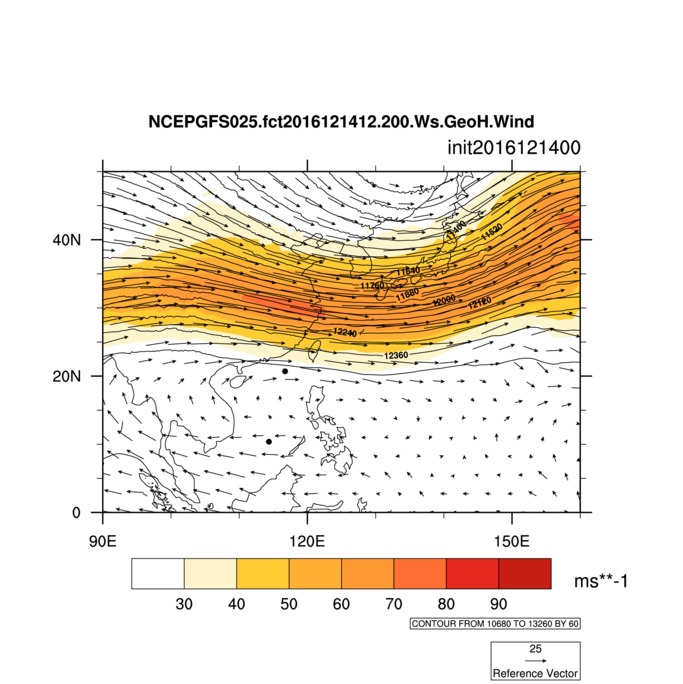 NCEPGFS025.fct2016121412.200.Ws.GeoH.Wind
init2016121400
40N
20N
0
11400
11520
11640
11760
11880
12000
12120
12240
12360
90E 120E 150E
30 40 50 60 70 80 90
ms**-1
CONTOUR FROM 10680 TO 13260 BY 60
25
Reference Vector